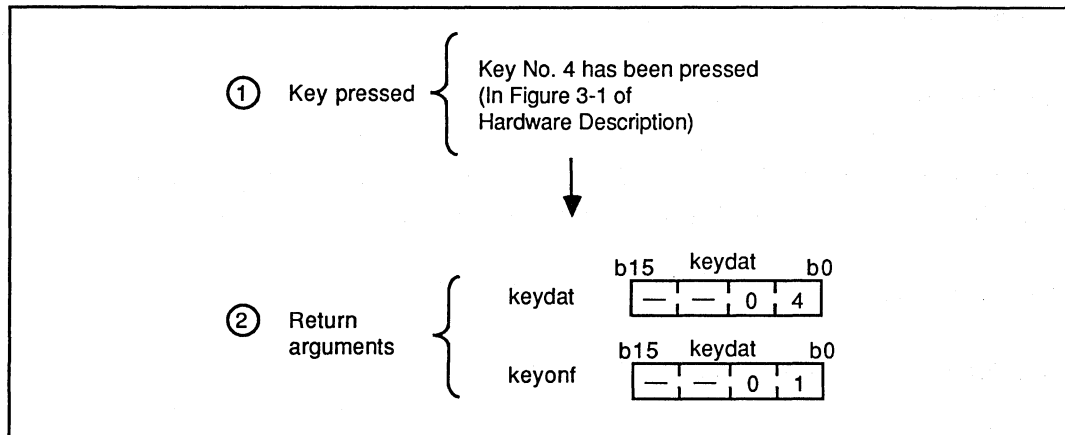 1 Key pressed
Key No. 4 has been pressed
(In Figure 3-1 of
Hardware Description)
2 Return
arguments
b15 keydat b0
keydat — — 0 4
b15 keydat b0
keyonf — — 0 1